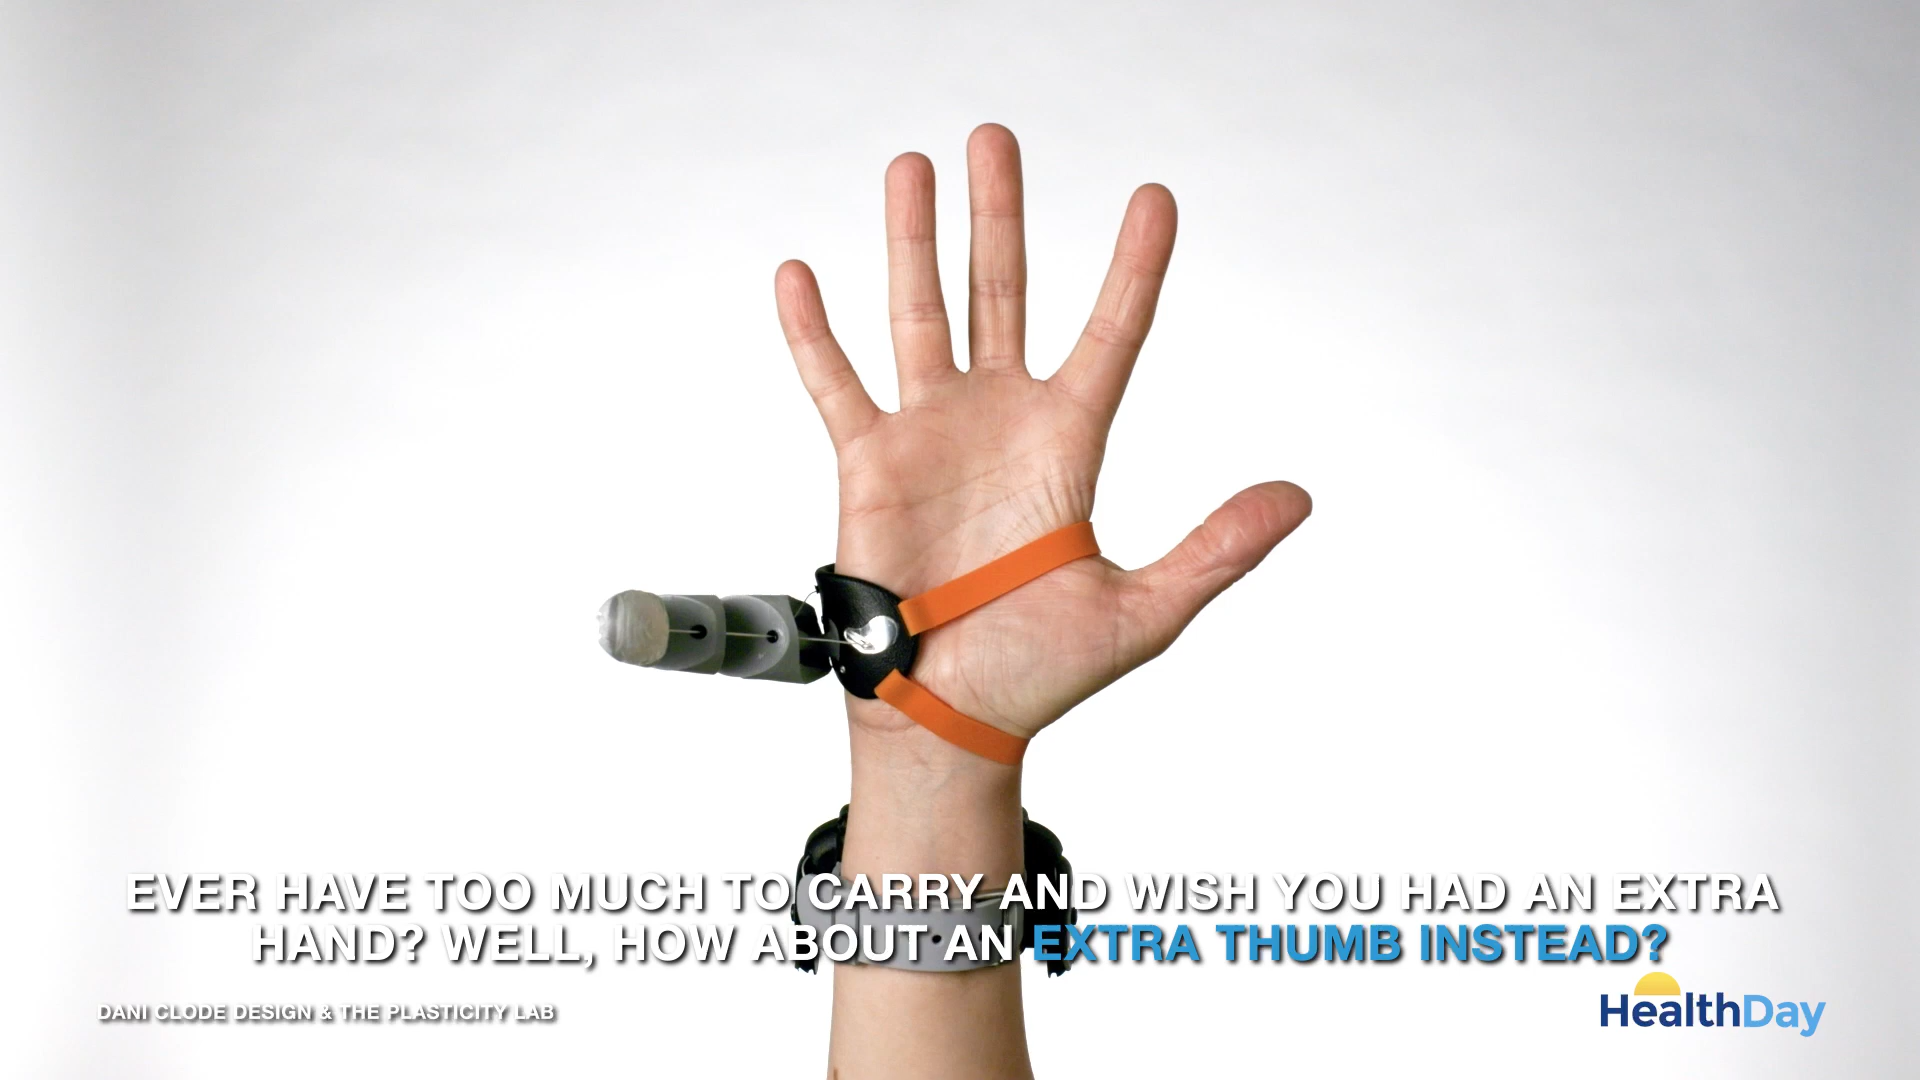 EVER HAVE TOO MUCH TO CARRY AND WISH YOU HAD AN EXTRA
HAND? WELL, HOW ABOUT AN EXTRA THUMB INSTEAD?
DANI CLODE DESIGN & THE PLASTICITY LAB
HealthDay